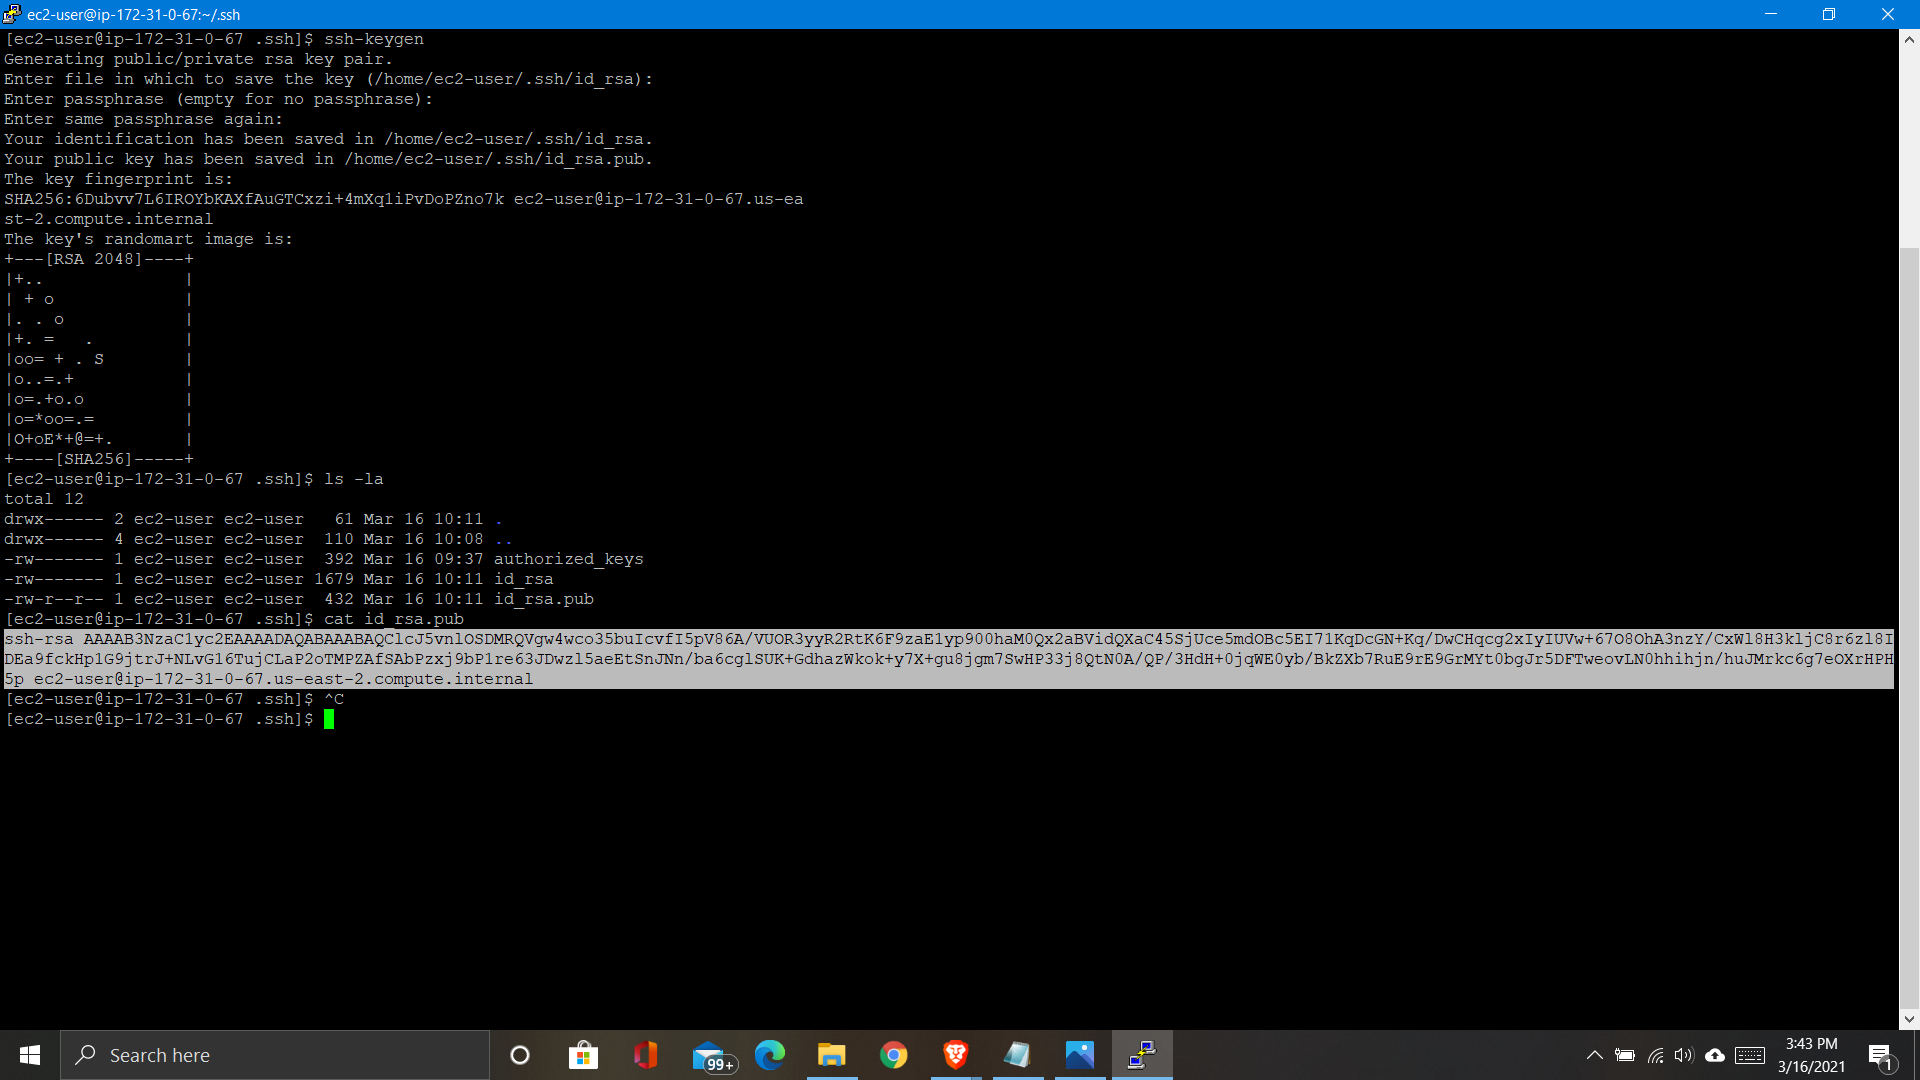 ec2-user@ip-172-31-0-67:~/.ssh
[ec2-user@ip-172-31-0-67 .ssh]$ ssh-keygen
Generating public/private rsa key pair.
Enter file in which to save the key (/home/ec2-user/.ssh/id_rsa):
Enter passphrase (empty for no passphrase):
Enter same passphrase again:
Your identification has been saved in /home/ec2-user/.ssh/id_rsa.
Your public key has been saved in /home/ec2-user/.ssh/id_rsa.pub.
The key fingerprint is:
SHA256:6Dubvv7L6IROYbKAXfAuGTCxzi+4mXq1iPvDoPZno7k ec2-user@ip-172-31-0-67.us-ea
st-2.compute.internal
The key's randomart image is:
+---[RSA 2048]----+
|+..              |
| + o             |
|. . o            |
|+. =   .         |
|oo= + . S        |
|o..=.+           |
|o=.+o.o          |
|o=*oo=.=         |
|O+oE*+@=+.       |
+----[SHA256]-----+
[ec2-user@ip-172-31-0-67 .ssh]$ ls -la
total 12
drwx------ 2 ec2-user ec2-user   61 Mar 16 10:11 .
drwx------ 4 ec2-user ec2-user  110 Mar 16 10:08 ..
-rw------- 1 ec2-user ec2-user  392 Mar 16 09:37 authorized_keys
-rw------- 1 ec2-user ec2-user 1679 Mar 16 10:11 id_rsa
-rw-r--r-- 1 ec2-user ec2-user  432 Mar 16 10:11 id_rsa.pub
[ec2-user@ip-172-31-0-67 .ssh]$ cat id_rsa.pub
ssh-rsa AAAAB3NzaC1yc2EAAAADAQABAAABAQClcJ5vnlOSDMRQVgw4wco35buIcvfI5pV86A/VUOR3yyR2RtK6F9zaE1yp900haM0Qx2aBVidQXaC45SjUce5mdOBc5EI71KqDcGN+Kq/DwCHqcg2xIyIUVw+67O8OhA3nzY/CxWl8H3kljC8r6zl8I
DEa9fckHp1G9jtrJ+NLvG16TujCLaP2oTMPZAfSAbPzxj9bP1re63JDwzl5aeEtSnJNn/ba6cglSUK+GdhazWkok+y7X+gu8jgm7SwHP33j8QtN0A/QP/3HdH+0jqWE0yb/BkZXb7RuE9rE9GrMYt0bgJr5DFTweovLN0hhihjn/huJMrkc6g7eOXrHPH
5p ec2-user@ip-172-31-0-67.us-east-2.compute.internal
[ec2-user@ip-172-31-0-67 .ssh]$ ^C
[ec2-user@ip-172-31-0-67 .ssh]$
Search here
99+
3:43 PM
3/16/2021
1